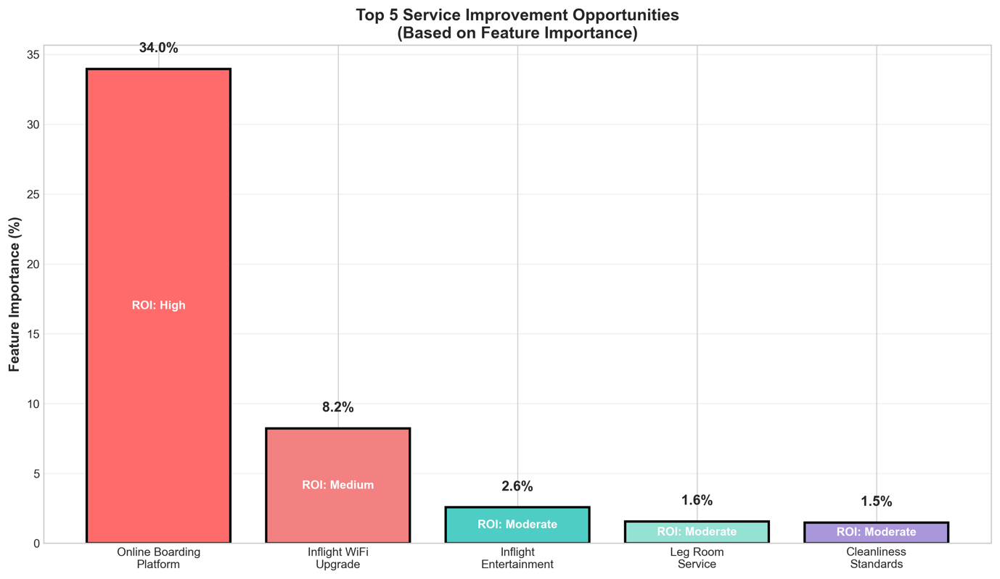 Top 5 Service Improvement Opportunities
(Based on Feature Importance)
Feature Importance (%)
35
30
25
20
15
10
5
0
34.0%
8.2%
2.6%
1.6%
1.5%
ROI: High
ROI: Medium
ROI: Moderate
ROI: Moderate
ROI: Moderate
Online Boarding
Platform
Inflight WiFi
Upgrade
Inflight
Entertainment
Leg Room
Service
Cleanliness
Standards